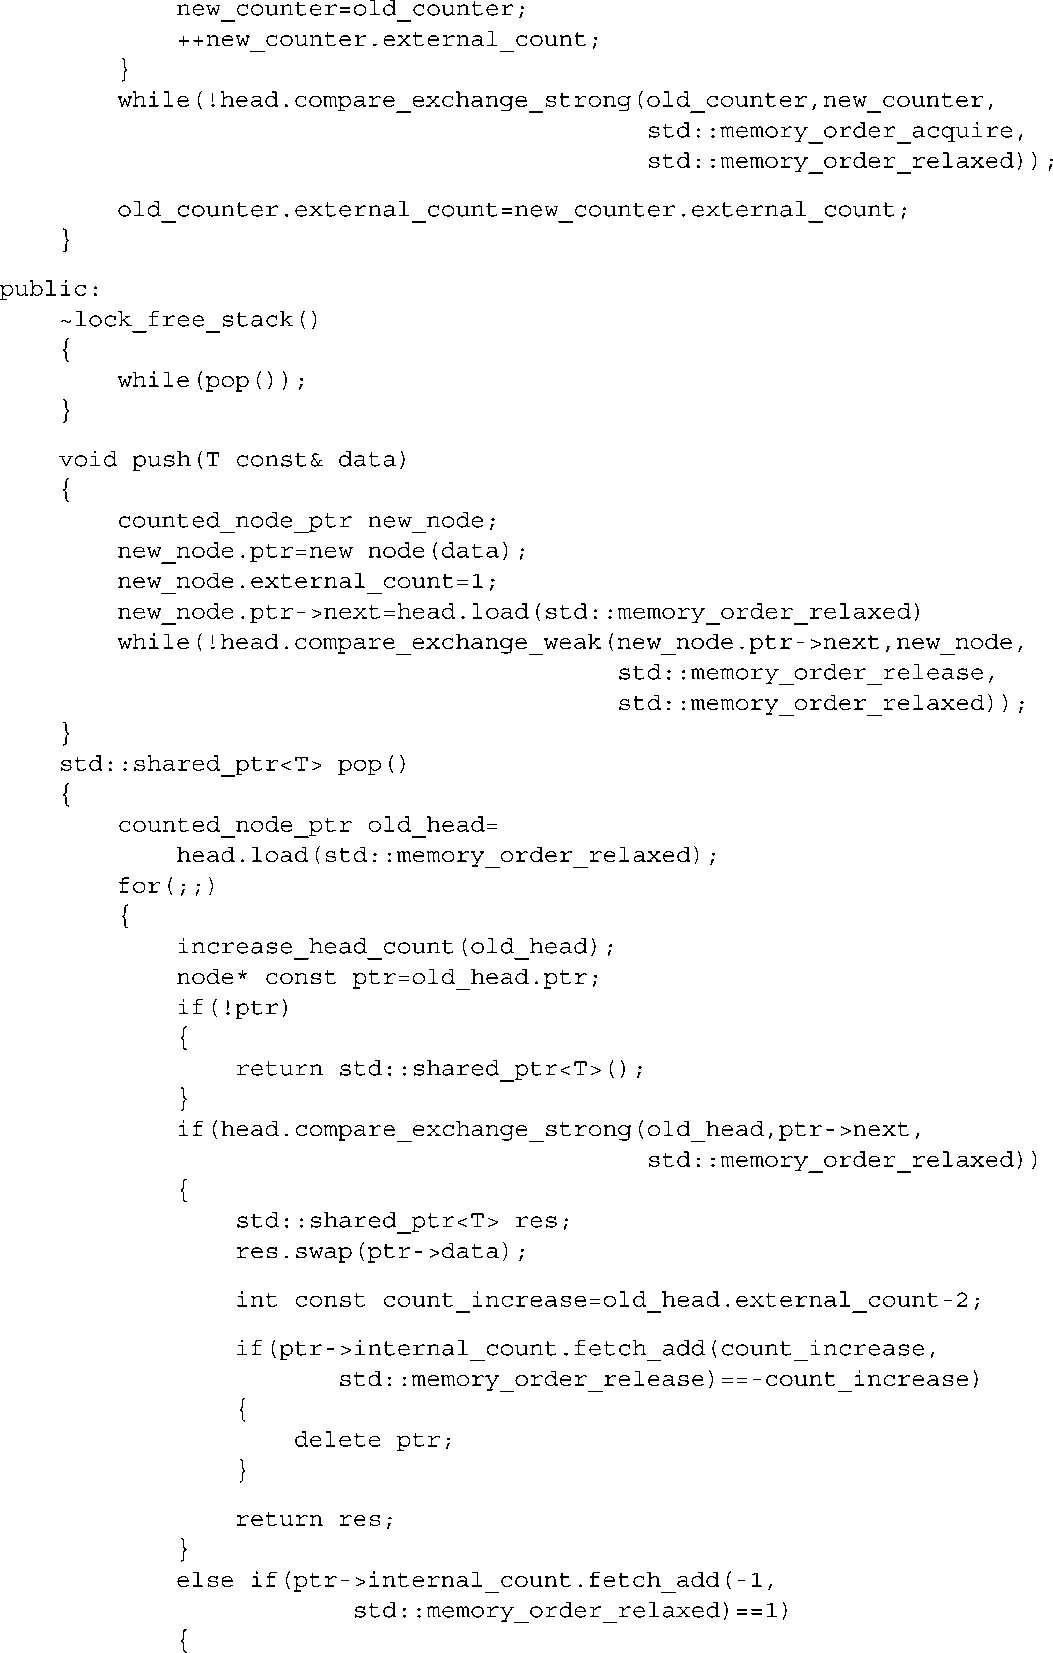 new_counter=old_counter;
            ++new_counter.external_count;
        }
        while(!head.compare_exchange_strong(old_counter,new_counter,
                                            std::memory_order_acquire,
                                            std::memory_order_relaxed));
        old_counter.external_count=new_counter.external_count;
    }
public:
    ~lock_free_stack()
    {
        while(pop());
    }
    void push(T const& data)
    {
        counted_node_ptr new_node;
        new_node.ptr=new node(data);
        new_node.external_count=1;
        new_node.ptr->next=head.load(std::memory_order_relaxed)
        while(!head.compare_exchange_weak(new_node.ptr->next,new_node,
                                          std::memory_order_release,
                                          std::memory_order_relaxed));
    }
    std::shared_ptr<T> pop()
    {
        counted_node_ptr old_head=
            head.load(std::memory_order_relaxed);
        for(;;)
        {
            increase_head_count(old_head);
            node* const ptr=old_head.ptr;
            if(!ptr)
            {
                return std::shared_ptr<T>();
            }
            if(head.compare_exchange_strong(old_head,ptr->next,
                                            std::memory_order_relaxed))
            {
                std::shared_ptr<T> res;
                res.swap(ptr->data);
                int const count_increase=old_head.external_count-2;
                if(ptr->internal_count.fetch_add(count_increase,
                       std::memory_order_release)==-count_increase)
                {
                    delete ptr;
                }
                return res;
            }
            else if(ptr->internal_count.fetch_add(-1,
                        std::memory_order_relaxed)==1)
            {